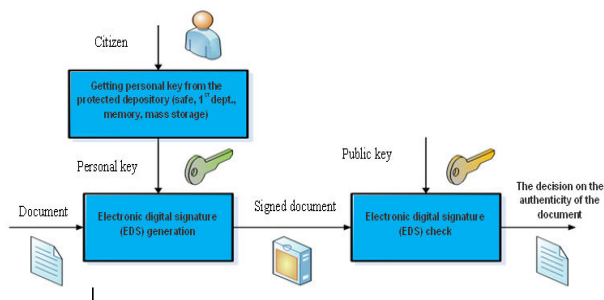 Citizen
Getting personal key from the
protected depository (safe, 1ST dept.,
memory, mass storage)
Personal key
Public key
Document
Electronic digital signature
(EDS) generation
Signed document
Electronic digital signature
(EDS) check
The decision on the
authenticity of the
document